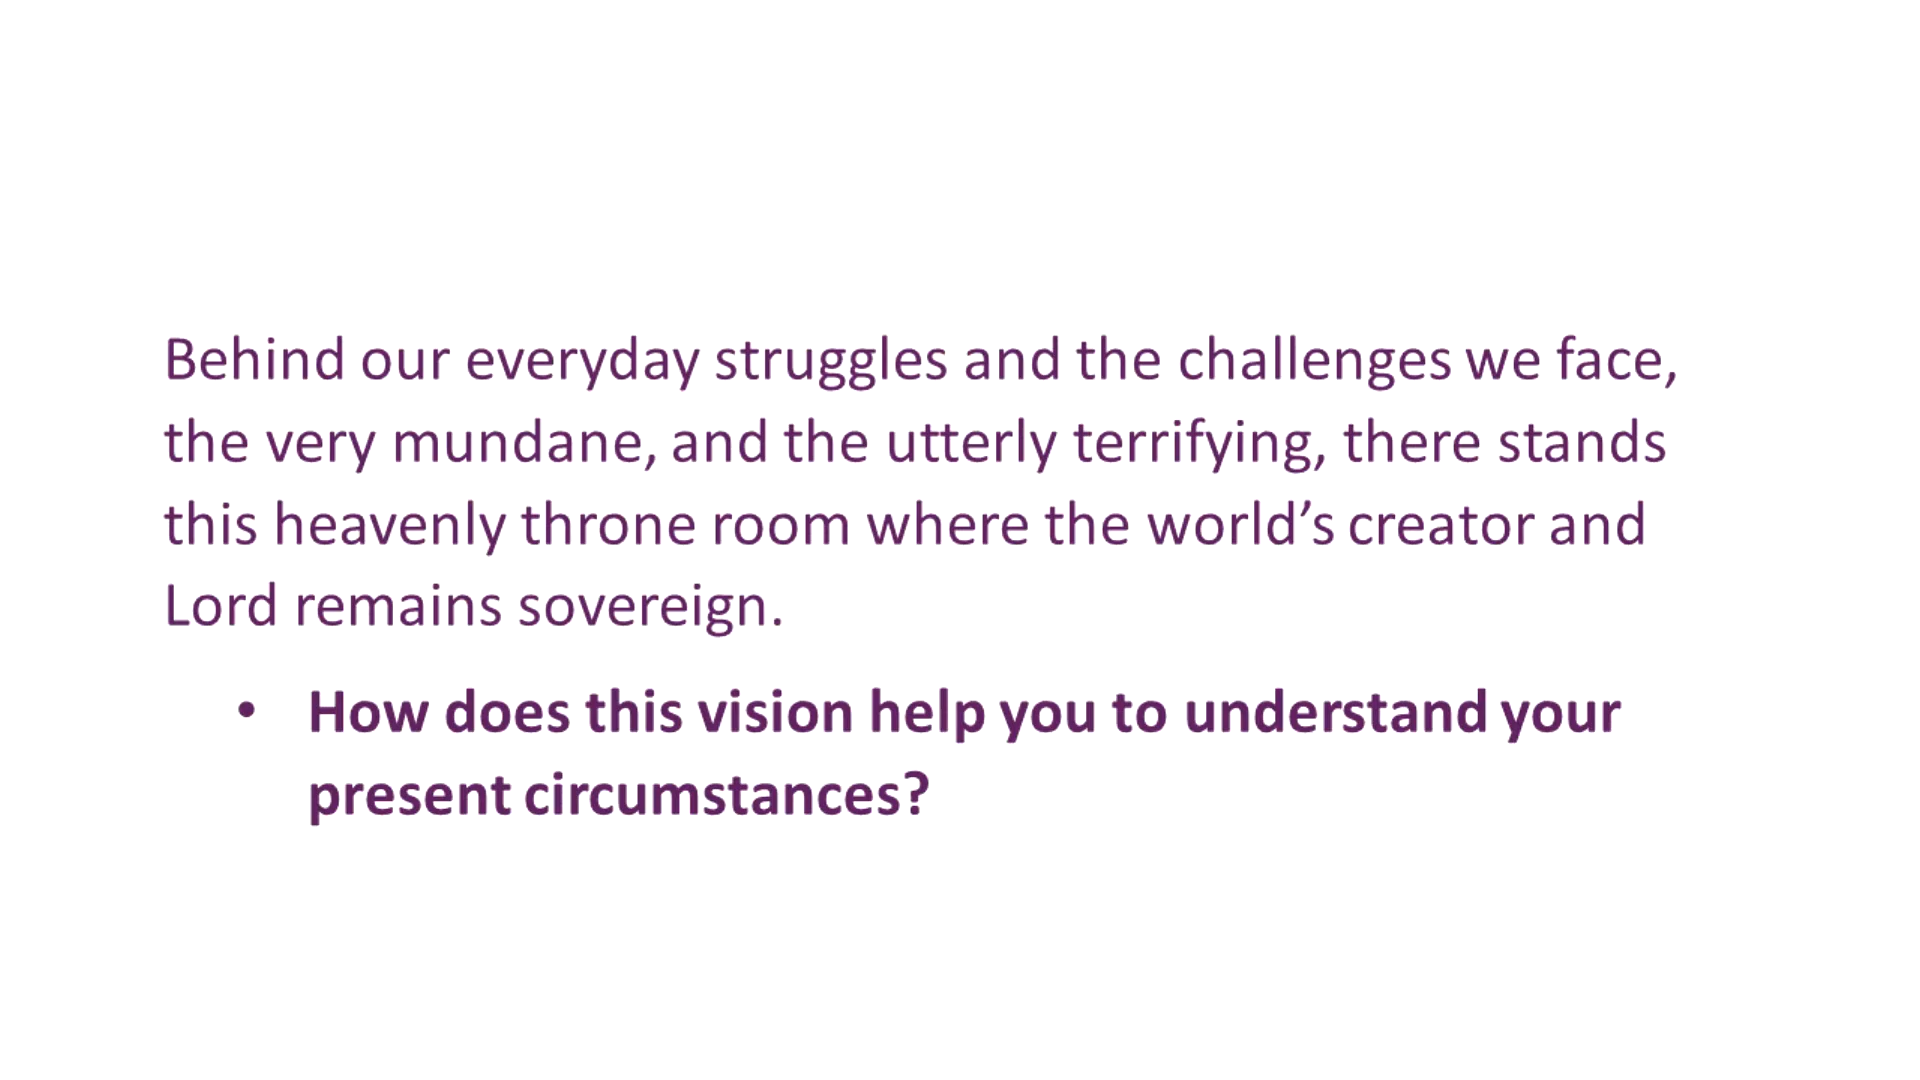 Behind our everyday struggles and the challenges we face,
the very mundane, and the utterly terrifying, there stands
this heavenly throne room where the world’s creator and
Lord remains sovereign.
• How does this vision help you to understand your
present circumstances?